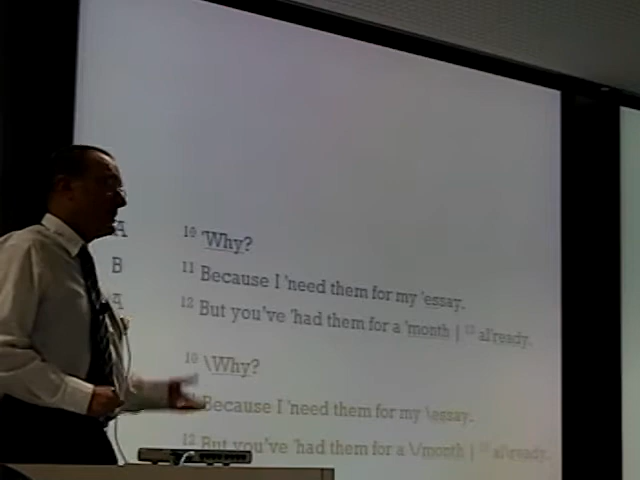 A 10 'Why?
B 11 Because I 'need them for my 'essay.
A 12 But you've 'had them for a 'month | 13 al'ready.
10 \Why?
Because I 'need them for my \essay.
12 But you've 'had them for a \/month | 13 al'ready.